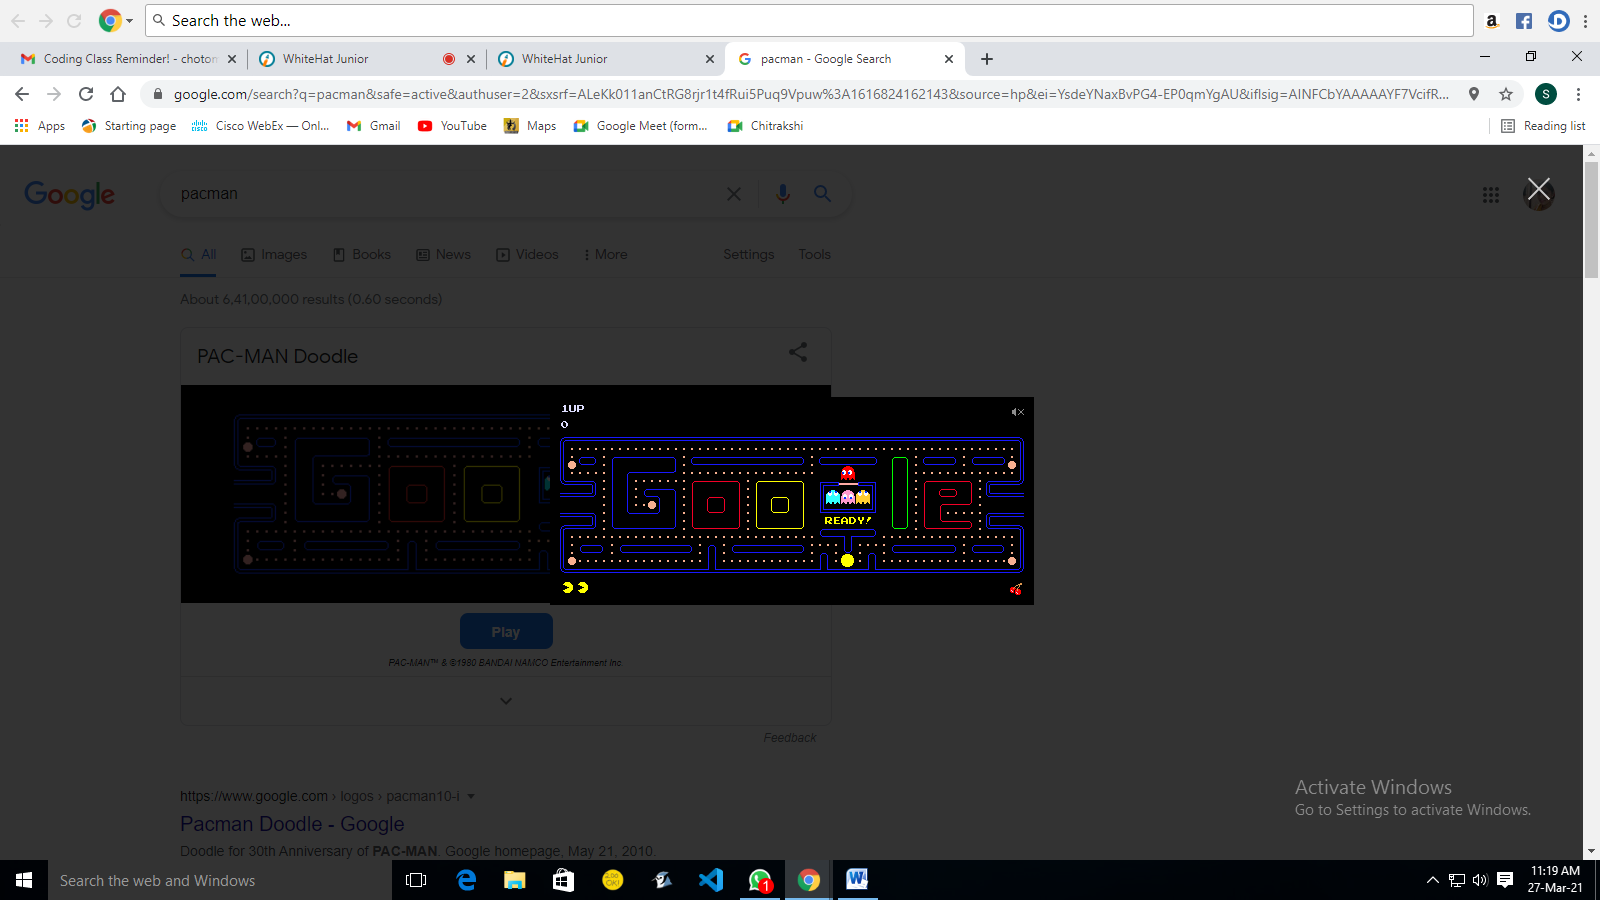 Search the web...
Coding Class Reminder! - chotom
WhiteHat Junior
WhiteHat Junior
pacman - Google Search
google.com/search?q=pacman&safe=active&authuser=2&sxsrf=ALeKk011anCtRG8rjr1t4fRui5Puq9Vpuw%3A1616824162143&source=hp&ei=YsdeYNaxBvPG4-EP0qmYgAU&iflsig=AINFCbYAAAAAYF7VcifR...
S
Apps
Starting page
Cisco WebEx — Onl...
Gmail
YouTube
Maps
Google Meet (form...
Chitrakshi
Reading list
Google
pacman
All
Images
Books
News
Videos
More
Settings
Tools
About 6,41,00,000 results (0.60 seconds)
PAC-MAN Doodle
1UP
0
READY!
Play
PAC-MAN™ & ©1980 BANDAI NAMCO Entertainment Inc.
Feedback
https://www.google.com › logos › pacman10-i
Pacman Doodle - Google
Doodle for 30th Anniversary of PAC-MAN. Google homepage, May 21, 2010.
Activate Windows
Go to Settings to activate Windows.
Search the web and Windows
1
11:19 AM
27-Mar-21